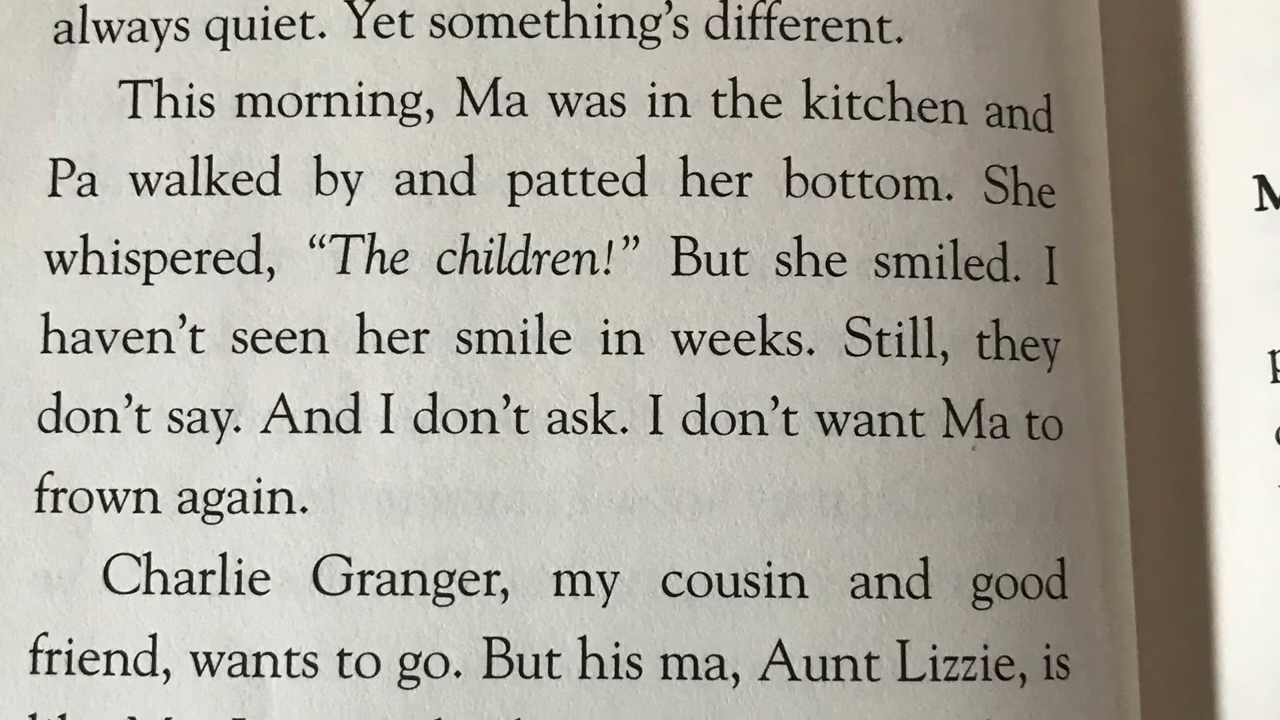 always quiet. Yet something’s different.
This morning, Ma was in the kitchen and
Pa walked by and patted her bottom. She
whispered, “The children!” But she smiled. I
haven’t seen her smile in weeks. Still, they
don’t say. And I don’t ask. I don’t want Ma to
frown again.
Charlie Granger, my cousin and good
friend, wants to go. But his ma, Aunt Lizzie, is